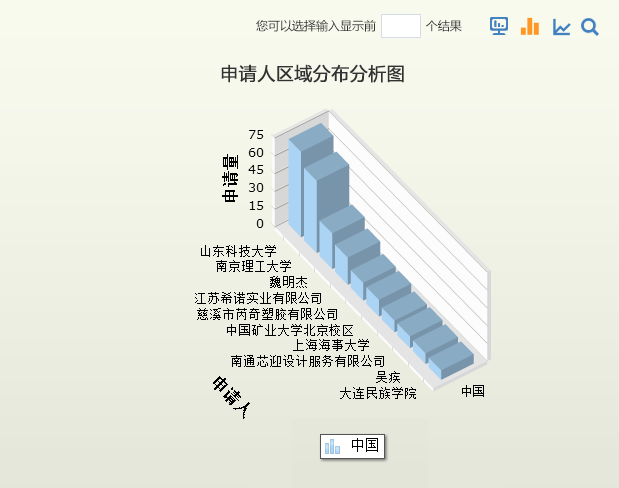 您可以选择输入显示前 个结果
申请人区域分布分析图
申请量
75
60
45
30
15
0
山东科技大学
南京理工大学
魏明杰
江苏希诺实业有限公司
慈溪市芮奇塑胶有限公司
中国矿业大学北京校区
上海海事大学
南通芯迎设计服务有限公司
吴疾
大连民族学院
中国
申请人
中国